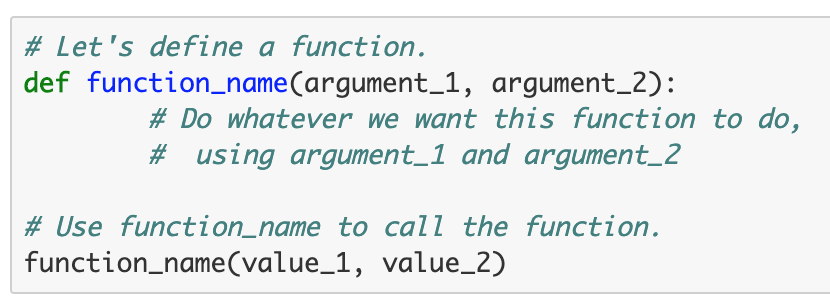 # Let's define a function.
def function_name(argument_1, argument_2):
        # Do whatever we want this function to do,
        #  using argument_1 and argument_2

# Use function_name to call the function.
function_name(value_1, value_2)